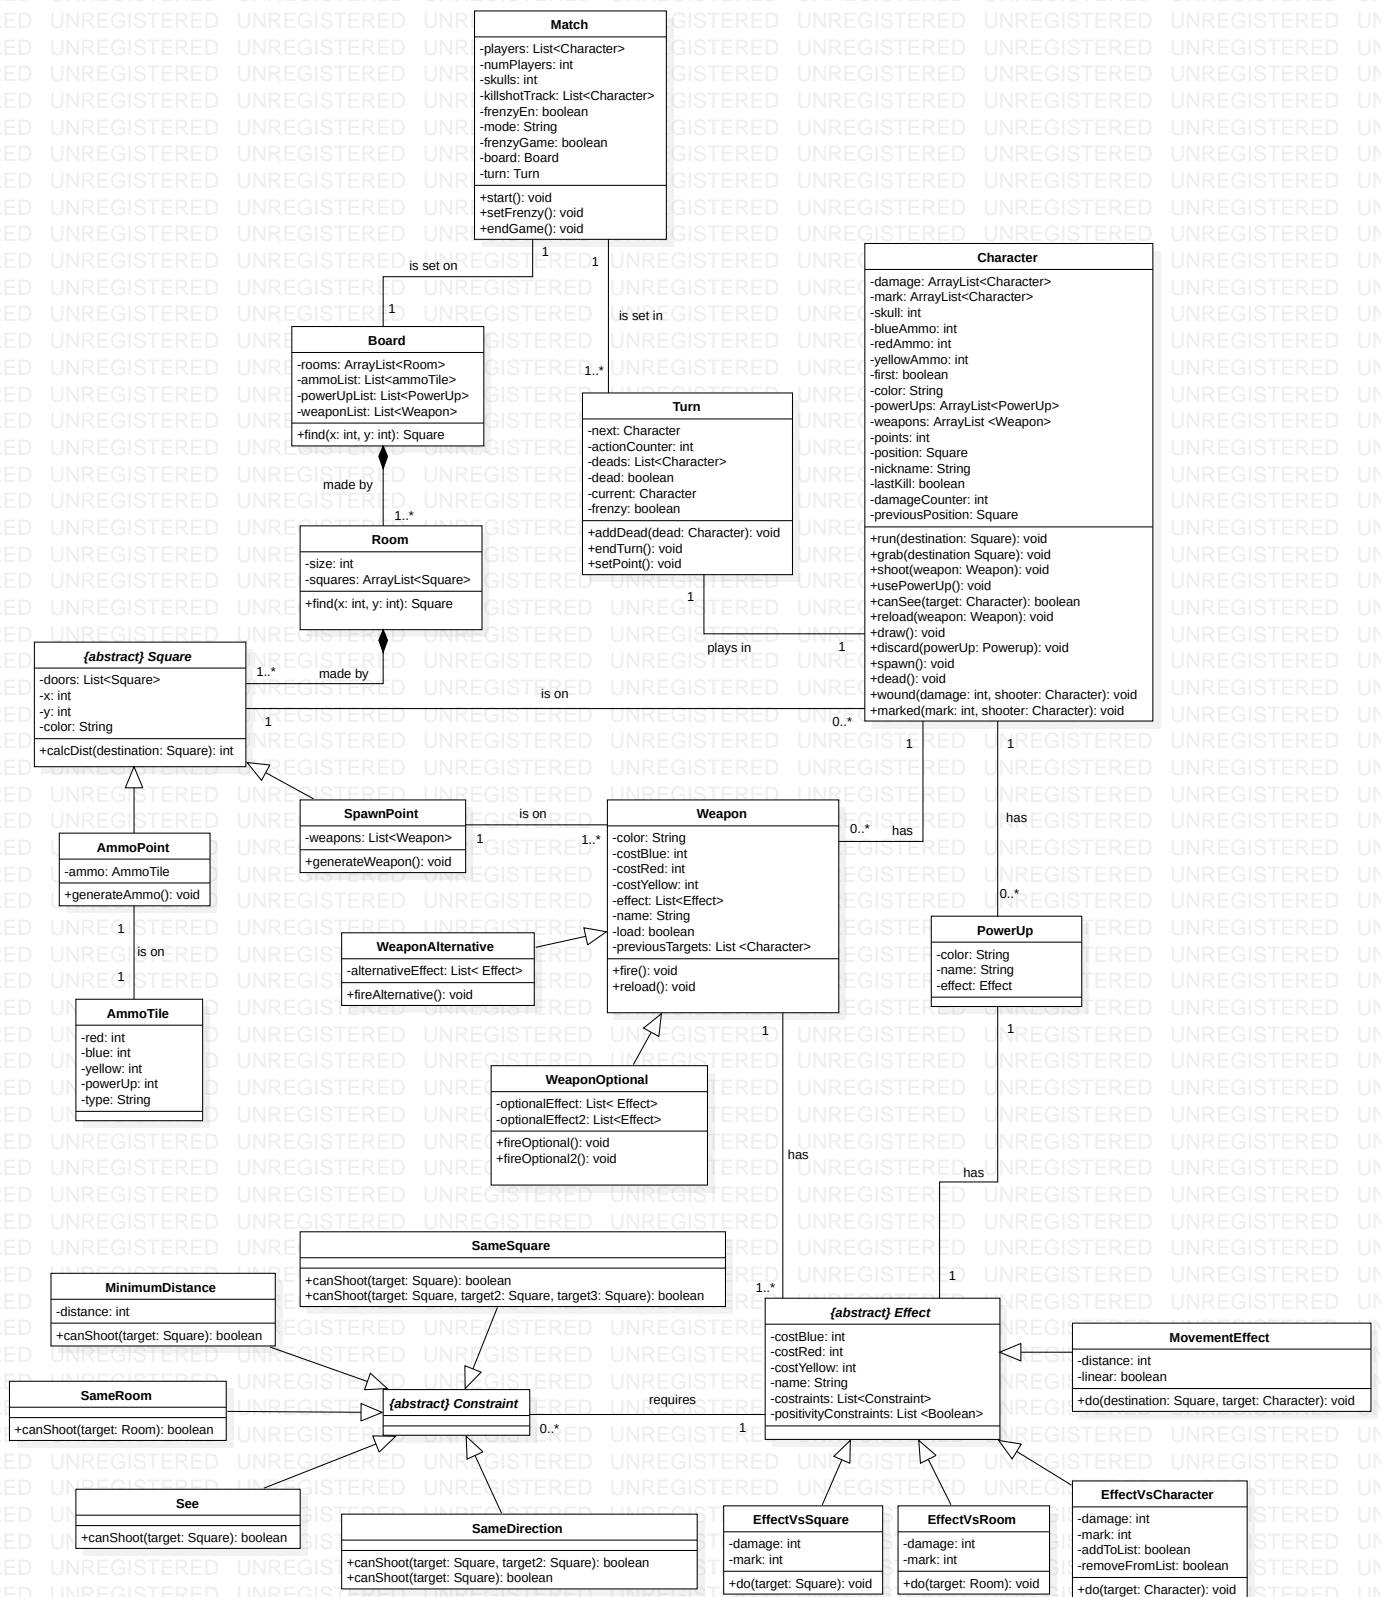 Match
-players: List<Character>
-numPlayers: int
-skulls: int
-killshotTrack: List<Character>
-frenzyEn: boolean
-mode: String
-frenzyGame: boolean
-board: Board
-turn: Turn
+start(): void
+setFrenzy(): void
+endGame(): void
1
is set on
1
1
is set in
1..*
Board
-rooms: ArrayList<Room>
-ammoList: List<ammoTile>
-powerUpList: List<PowerUp>
-weaponList: List<Weapon>
+find(x: int, y: int): Square
made by
1..*
Turn
-next: Character
-actionCounter: int
-deads: List<Character>
-dead: boolean
-current: Character
-frenzy: boolean
+addDead(dead: Character): void
+endTurn(): void
+setPoint(): void
1
plays in
1
Character
-damage: ArrayList<Character>
-mark: ArrayList<Character>
-skull: int
-blueAmmo: int
-redAmmo: int
-yellowAmmo: int
-first: boolean
-color: String
-powerUps: ArrayList<PowerUp>
-weapons: ArrayList <Weapon>
-points: int
-position: Square
-nickname: String
-lastKill: boolean
-damageCounter: int
-previousPosition: Square
+run(destination: Square): void
+grab(destination Square): void
+shoot(weapon: Weapon): void
+usePowerUp(): void
+canSee(target: Character): boolean
+reload(weapon: Weapon): void
+draw(): void
+discard(powerUp: Powerup): void
+spawn(): void
+dead(): void
+wound(damage: int, shooter: Character): void
+marked(mark: int, shooter: Character): void
Room
-size: int
-squares: ArrayList<Square>
+find(x: int, y: int): Square
1..*
made by
{abstract} Square
-doors: List<Square>
-x: int
-y: int
-color: String
+calcDist(destination: Square): int
is on
1
0..*
1
1
SpawnPoint
-weapons: List<Weapon>
+generateWeapon(): void
is on
1
1..*
Weapon
-color: String
-costBlue: int
-costRed: int
-costYellow: int
-effect: List<Effect>
-name: String
-load: boolean
-previousTargets: List <Character>
+fire(): void
+reload(): void
0..*
has
has
0..*
AmmoPoint
-ammo: AmmoTile
+generateAmmo(): void
1
is on
1
AmmoTile
-red: int
-blue: int
-yellow: int
-powerUp: int
-type: String
WeaponAlternative
-alternativeEffect: List< Effect>
+fireAlternative(): void
PowerUp
-color: String
-name: String
-effect: Effect
1
1
WeaponOptional
-optionalEffect: List< Effect>
-optionalEffect2: List<Effect>
+fireOptional(): void
+fireOptional2(): void
has
has
1..*
1
SameSquare
+canShoot(target: Square): boolean
+canShoot(target: Square, target2: Square, target3: Square): boolean
MinimumDistance
-distance: int
+canShoot(target: Square): boolean
SameRoom
+canShoot(target: Room): boolean
{abstract} Constraint
requires
0..*
1
{abstract} Effect
-costBlue: int
-costRed: int
-costYellow: int
-name: String
-costraints: List<Constraint>
-positivityConstraints: List <Boolean>
MovementEffect
-distance: int
-linear: boolean
+do(destination: Square, target: Character): void
See
+canShoot(target: Square): boolean
SameDirection
+canShoot(target: Square, target2: Square): boolean
+canShoot(target: Square): boolean
EffectVsSquare
-damage: int
-mark: int
+do(target: Square): void
EffectVsRoom
-damage: int
-mark: int
+do(target: Room): void
EffectVsCharacter
-damage: int
-mark: int
-addToList: boolean
-removeFromList: boolean
+do(target: Character): void